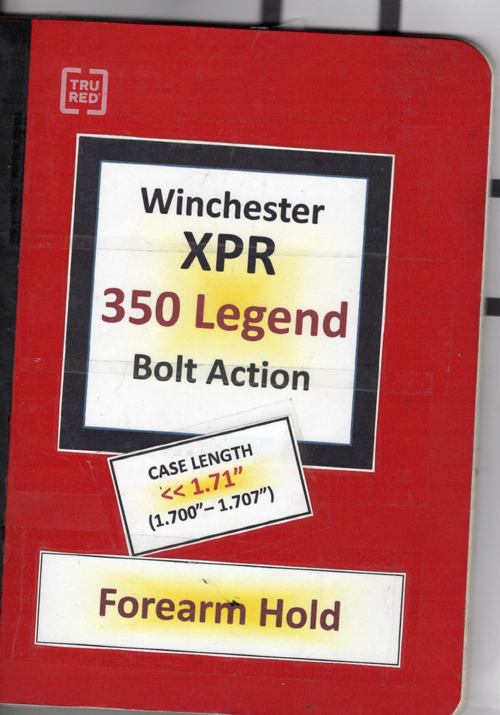 TRU
RED
Winchester
XPR
350 Legend
Bolt Action
CASE LENGTH
<< 1.71”
(1.700”– 1.707”)
Forearm Hold